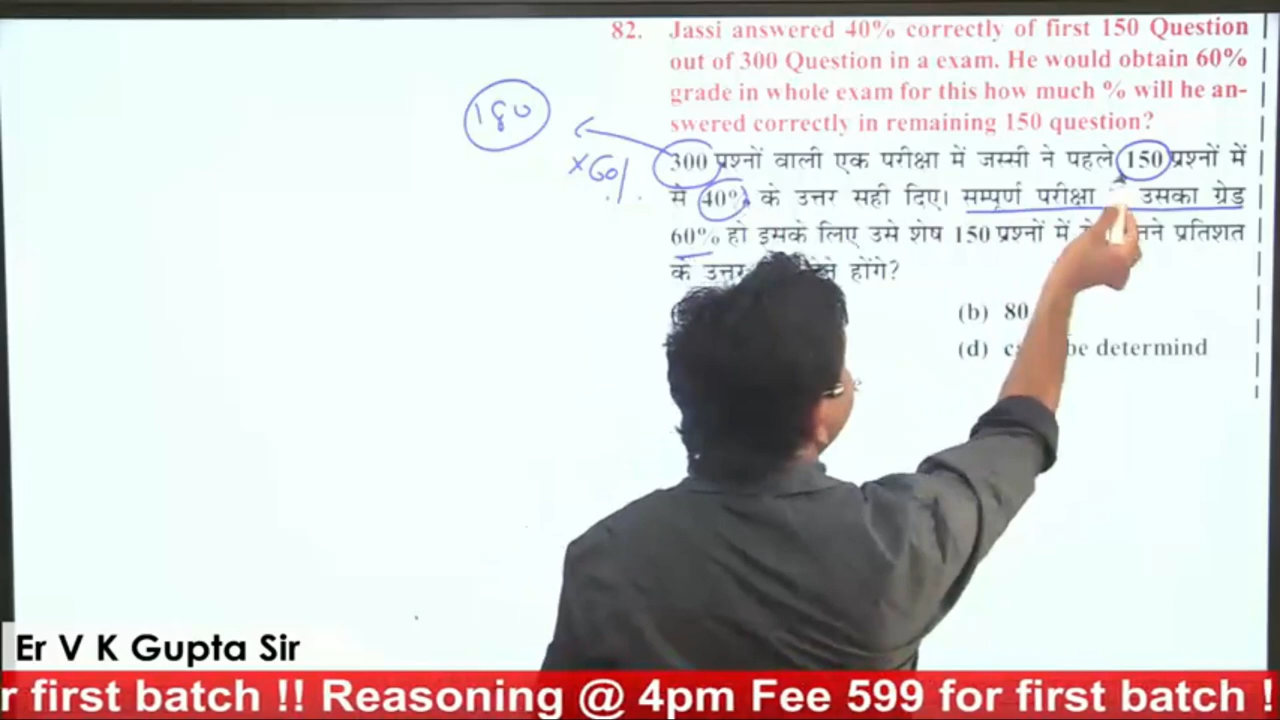 82. Jassi answered 40% correctly of first 150 Question
out of 300 Question in a exam. He would obtain 60%
grade in whole exam for this how much % will he an-
swered correctly in remaining 150 question?
180
300 प्रश्नों वाली एक परीक्षा में जस्सी ने पहले 150 प्रश्नों में
×60%
से 40% के उत्तर सही दिए। सम्पूर्ण परीक्षा उसका ग्रेड
60% हो इसके लिए उसे शेष 150 प्रश्नों में प्रतिशत
के होंगे?
(b) 80
(d) be determind
Er V K Gupta Sir
r first batch !! Reasoning @ 4pm Fee 599 for first batch !